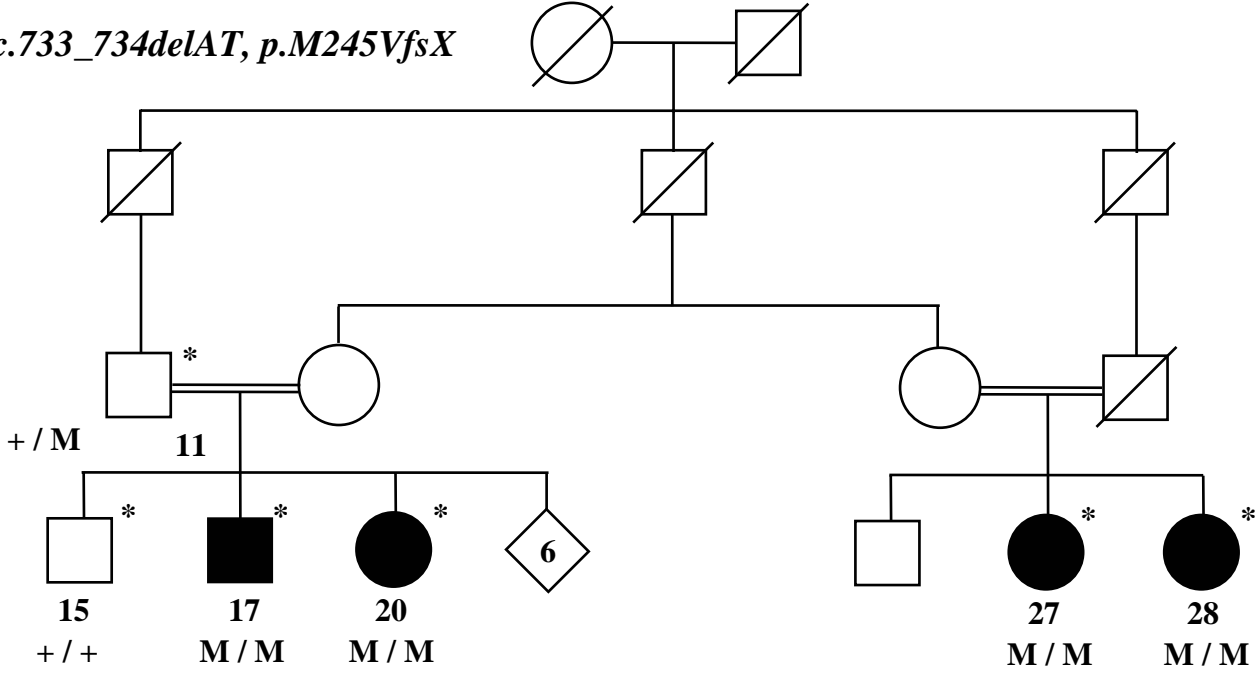 c.733_734delAT, p.M245VfsX
*
+ / M
11
* * * * *
6
15 17 20 27 28
+ / + M / M M / M M / M M / M